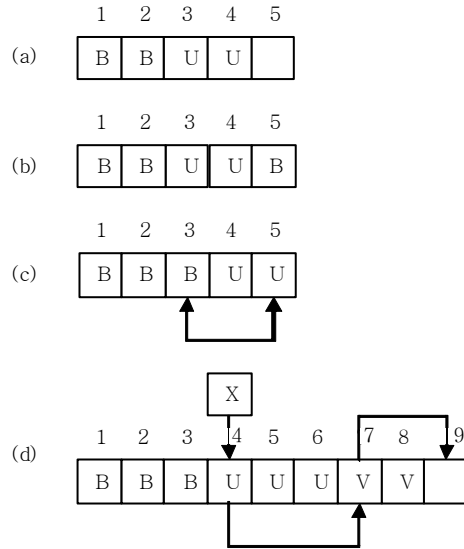 1 2 3 4 5
(a) B B U U
1 2 3 4 5
(b) B B U U B
1 2 3 4 5
(c) B B B U U
X
1 2 3 4 5 6 7 8 9
(d) B B B U U U V V